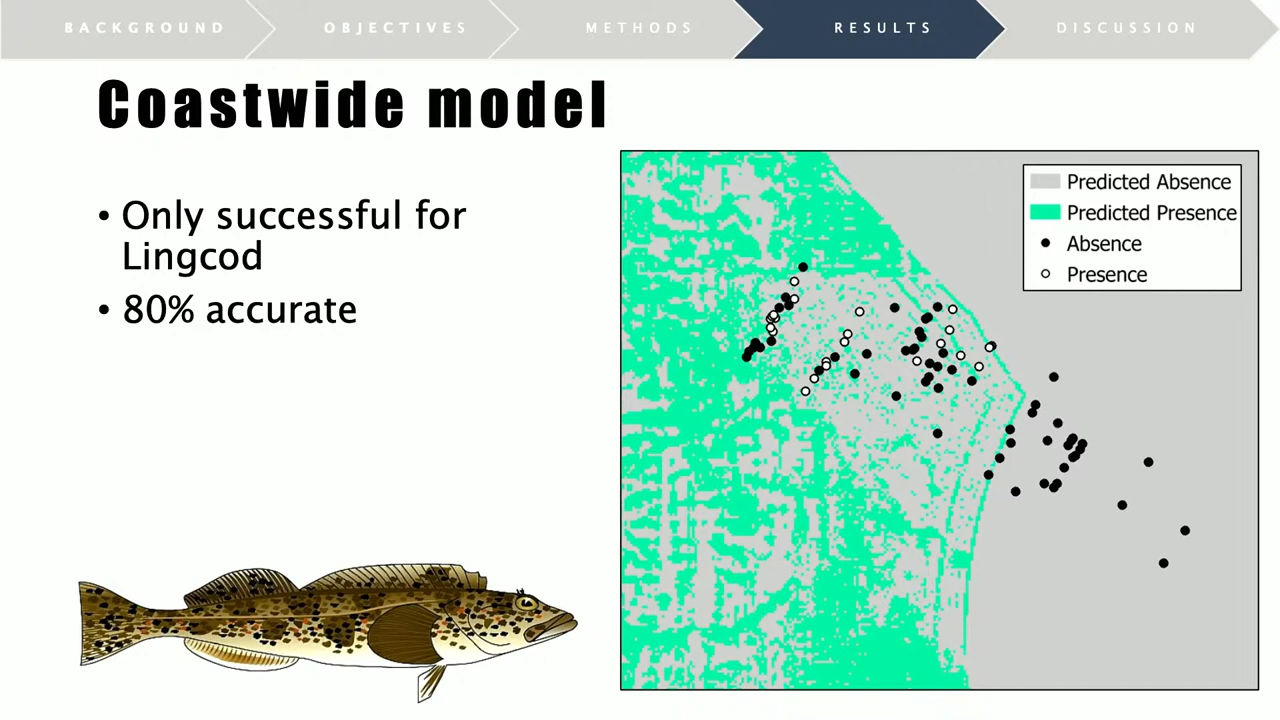 BACKGROUND
OBJECTIVES
METHODS
RESULTS
DISCUSSION
Coastwide model
• Only successful for
Lingcod
• 80% accurate
Predicted Absence
Predicted Presence
Absence
Presence